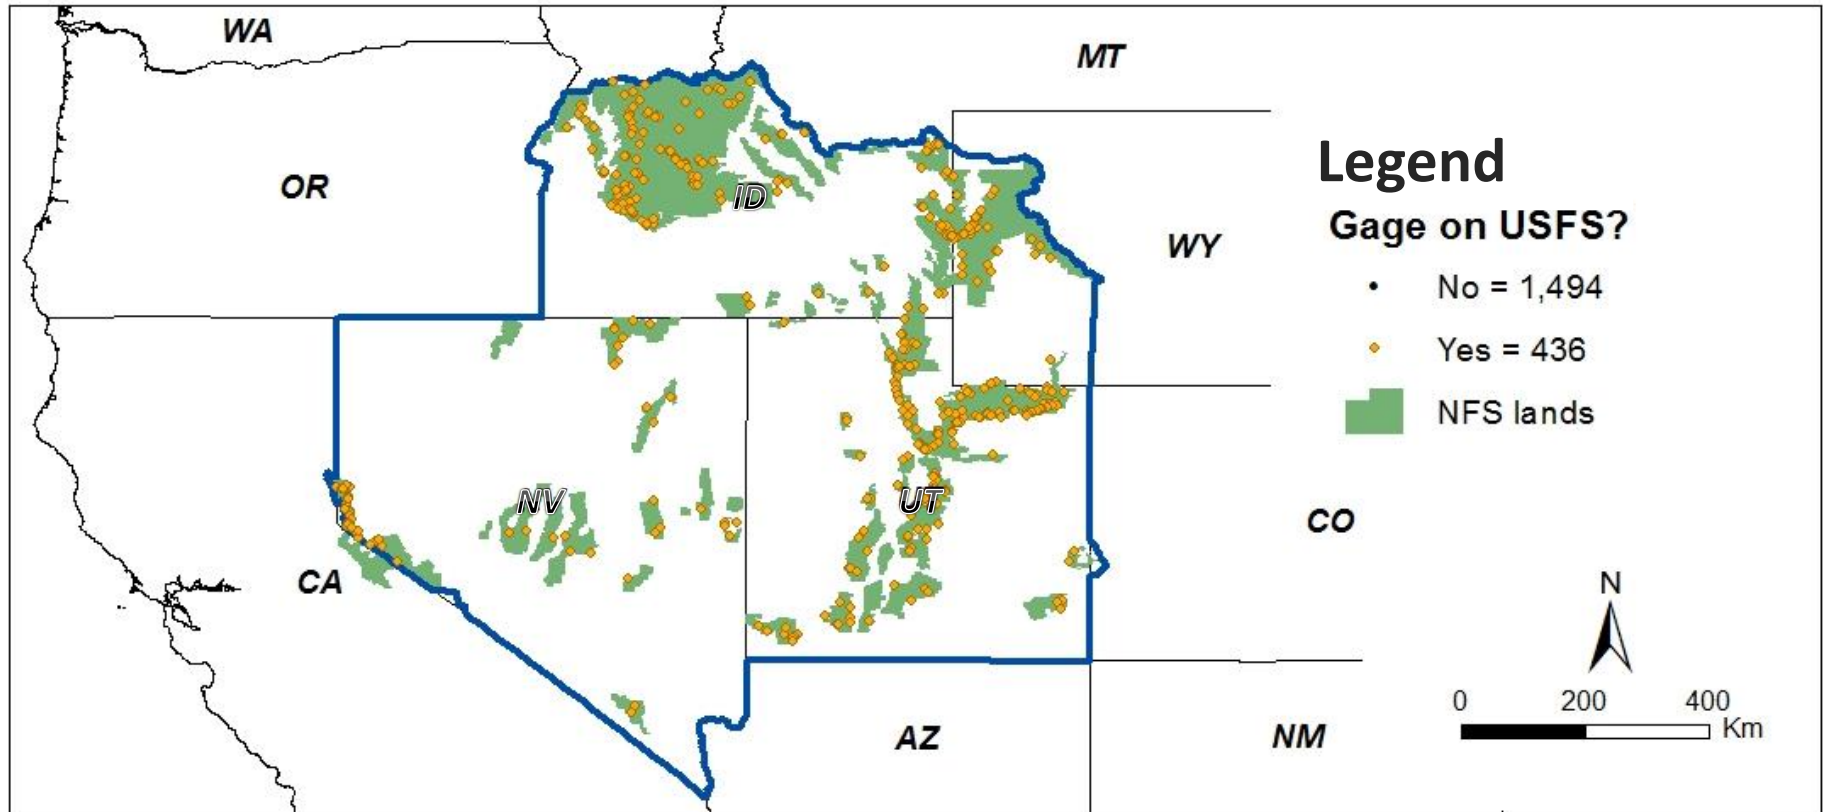 WA
MT
OR
ID
WY
NV
UT
CO
CA
AZ
NM
Legend
Gage on USFS?
No = 1,494
Yes = 436
NFS lands
N
0 200 400
Km